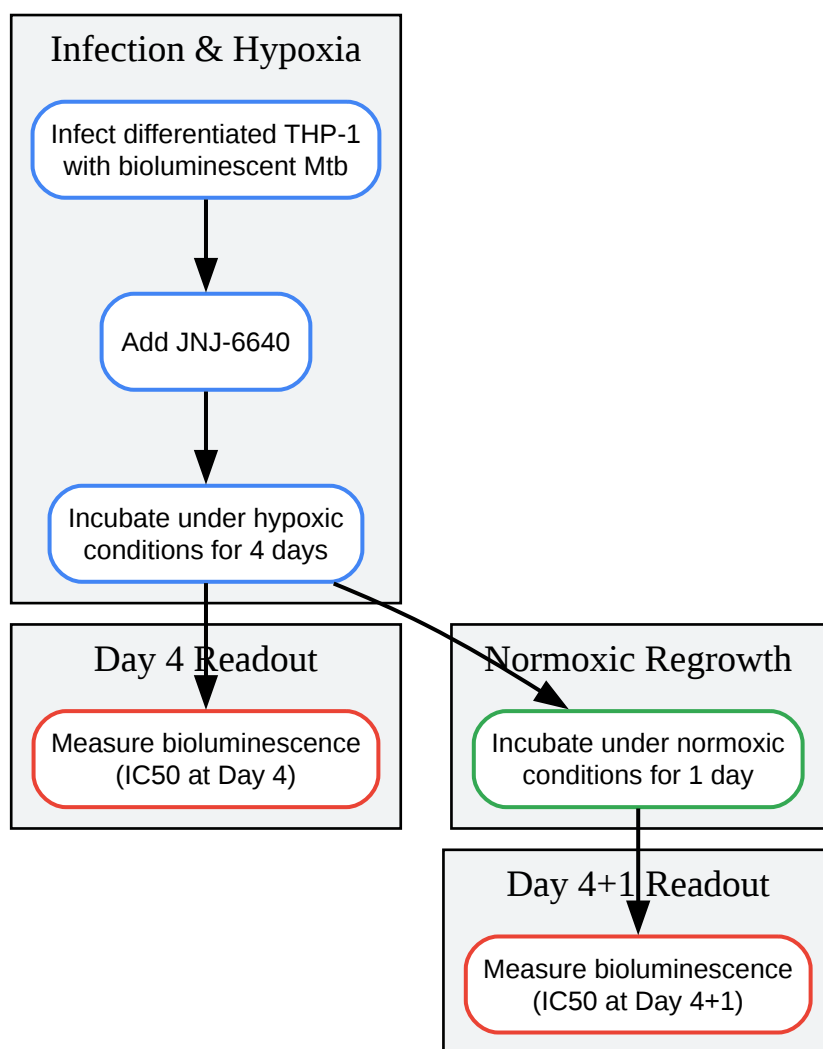 Infection & Hypoxia
Infect differentiated THP-1
with bioluminescent Mtb
Add JNJ-6640
Incubate under hypoxic
conditions for 4 days
Day 4 Readout
Measure bioluminescence
(IC50 at Day 4)
Normoxic Regrowth
Incubate under normoxic
conditions for 1 day
Day 4+1 Readout
Measure bioluminescence
(IC50 at Day 4+1)